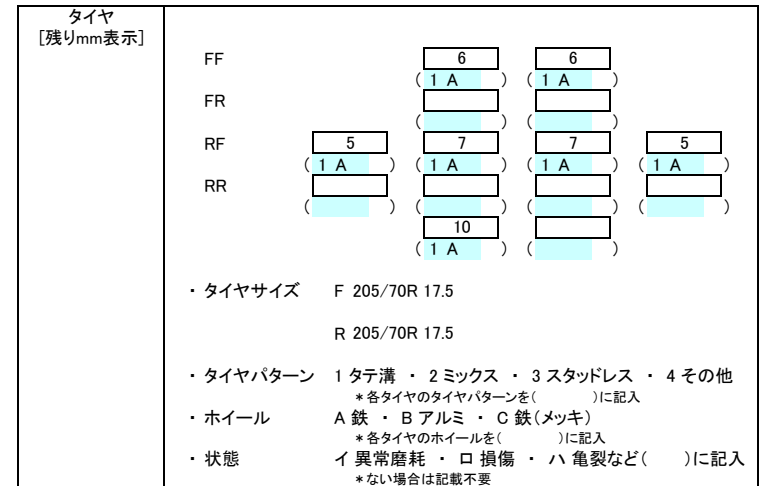 タイヤ
[残りmm表示]
FF 6 6
( 1 A ) ( 1 A )
FR
( ) ( )
RF 5 7 7 5
( 1 A ) ( 1 A ) ( 1 A ) ( 1 A )
RR
( ) ( ) ( ) ( )
10
( 1 A ) ( )
・ タイヤサイズ F 205/70R 17.5
R 205/70R 17.5
・ タイヤパターン 1 タテ溝 ・ 2 ミックス ・ 3 スタッドレス ・ 4 その他
＊各タイヤのタイヤパターンを( )に記入
・ ホイール A 鉄 ・ B アルミ ・ C 鉄(メッキ)
＊各タイヤのホイールを( )に記入
・ 状態 イ 異常磨耗 ・ ロ 損傷 ・ ハ 亀裂など( )に記入
＊ない場合は記載不要